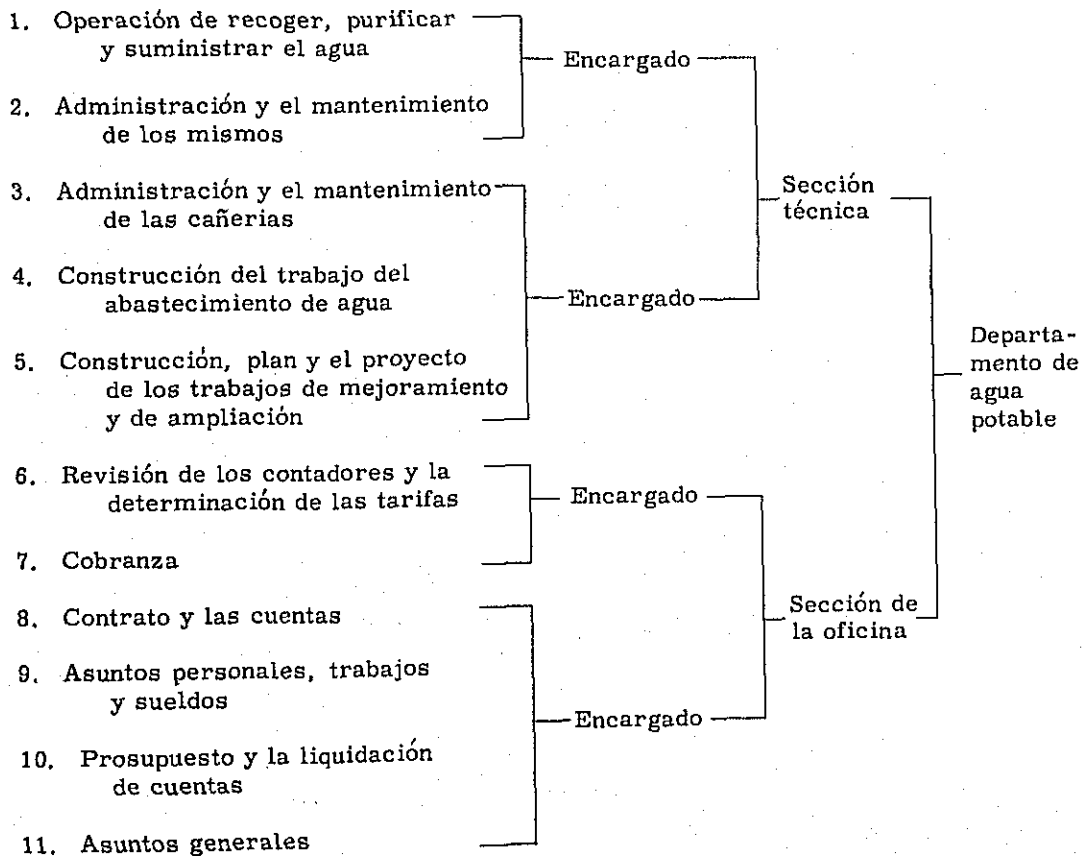 1. Operación de recoger, purificar
y suministrar el agua
2. Administración y el mantenimiento
de los mismos
3. Administración y el mantenimiento
de las cañerias
4. Construcción del trabajo del
abastecimiento de agua
5. Construcción, plan y el proyecto
de los trabajos de mejoramiento
y de ampliación
6. Revisión de los contadores y la
determinación de las tarifas
7. Cobranza
8. Contrato y las cuentas
9. Asuntos personales, trabajos
y sueldos
10. Prosupuesto y la liquidación
de cuentas
11. Asuntos generales
Encargado
Encargado
Encargado
Encargado
Sección
técnica
Sección de
la oficina
Departa-
mento de
agua
potable